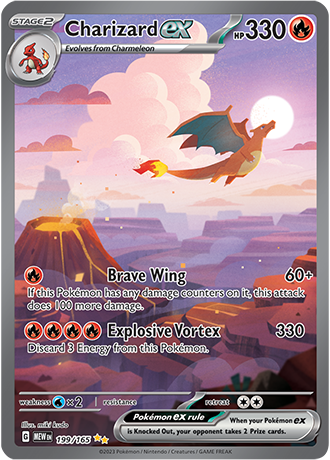 STAGE2
Charizard ex HP 330
Evolves from Charmeleon
Brave Wing 60+
If this Pokémon has any damage counters on it, this attack
does 100 more damage.
Explosive Vortex 330
Discard 3 Energy from this Pokémon.
weakness ×2 resistance retreat
Illus. miki kudo
Pokémon ex rule When your Pokémon ex
is Knocked Out, your opponent takes 2 Prize cards.
G MEW EN 199/165
©2023 Pokémon / Nintendo / Creatures / GAME FREAK